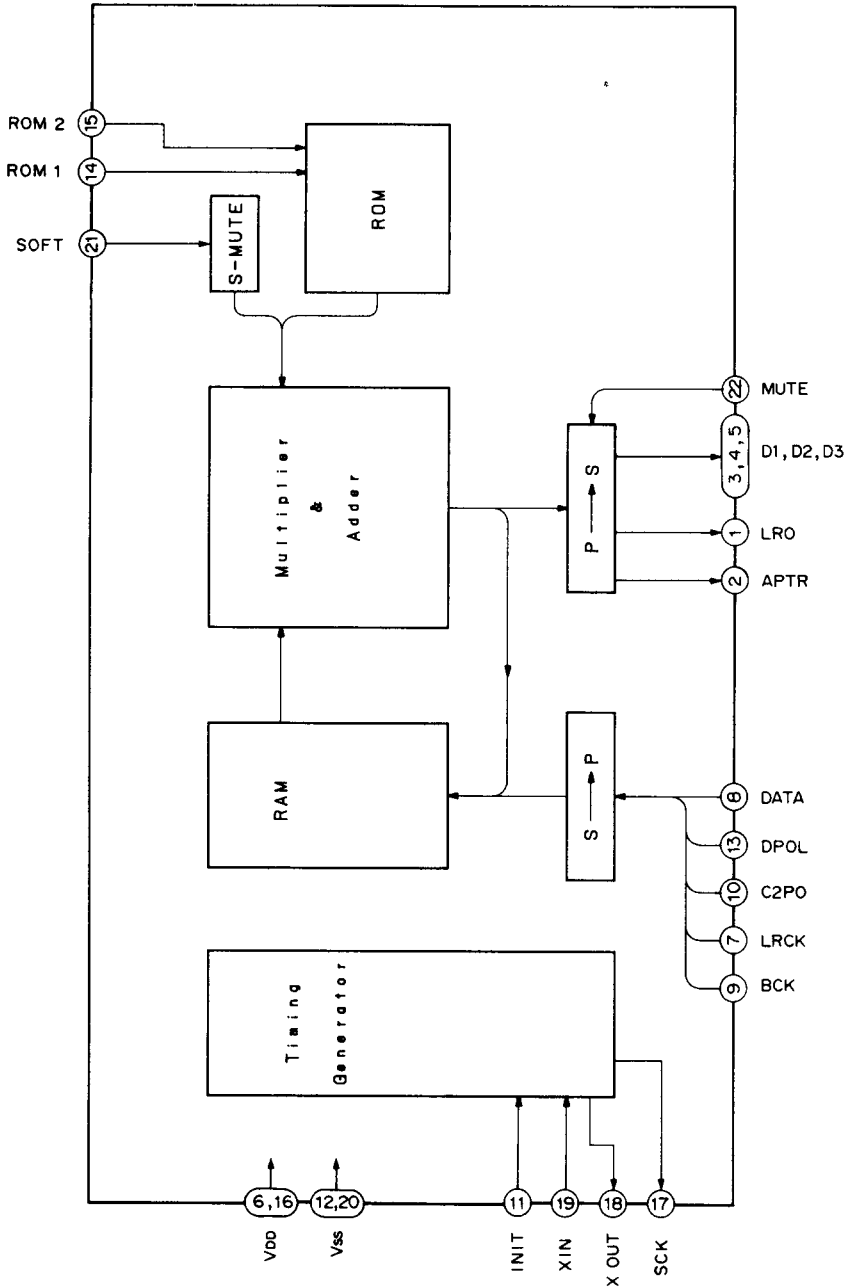 ROM 2
15
ROM 1
14
SOFT
21
S-MUTE
ROM
Multiplier
&
Adder
22
MUTE
P → S
3, 4, 5
D1, D2, D3
1
LRO
2
APTR
RAM
S → P
8
DATA
13
DPOL
10
C2PO
7
LRCK
9
BCK
Timing
Generator
6, 16
VDD
12,20
VSS
11
INIT
19
XIN
18
X OUT
17
SCK